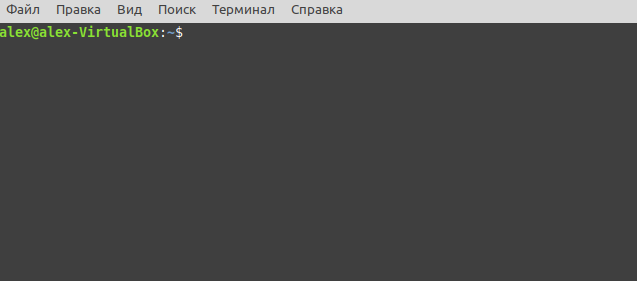 Файл Правка Вид Поиск Терминал Справка
alex@alex-VirtualBox:~$